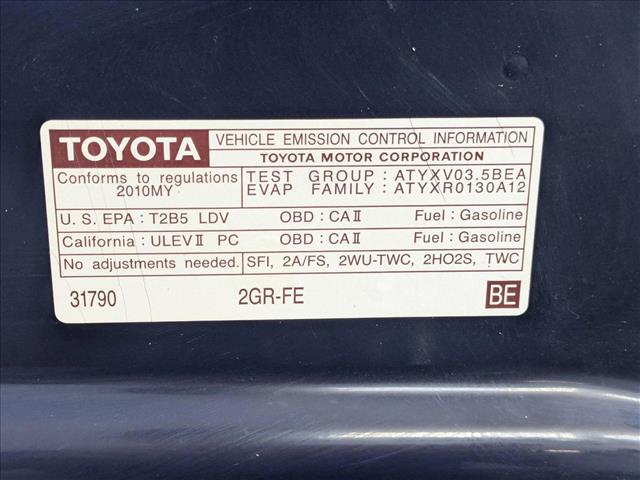 TOYOTA VEHICLE EMISSION CONTROL INFORMATION
TOYOTA MOTOR CORPORATION
Conforms to regulations
2010MY
TEST GROUP : ATYXV03.5BEA
EVAP FAMILY : ATYXR0130A12
U. S. EPA : T2B5 LDV OBD : CAⅡ Fuel : Gasoline
California : ULEVⅡ PC OBD : CAⅡ Fuel : Gasoline
No adjustments needed. SFI, 2A/FS, 2WU-TWC, 2HO2S, TWC
31790 2GR-FE BE